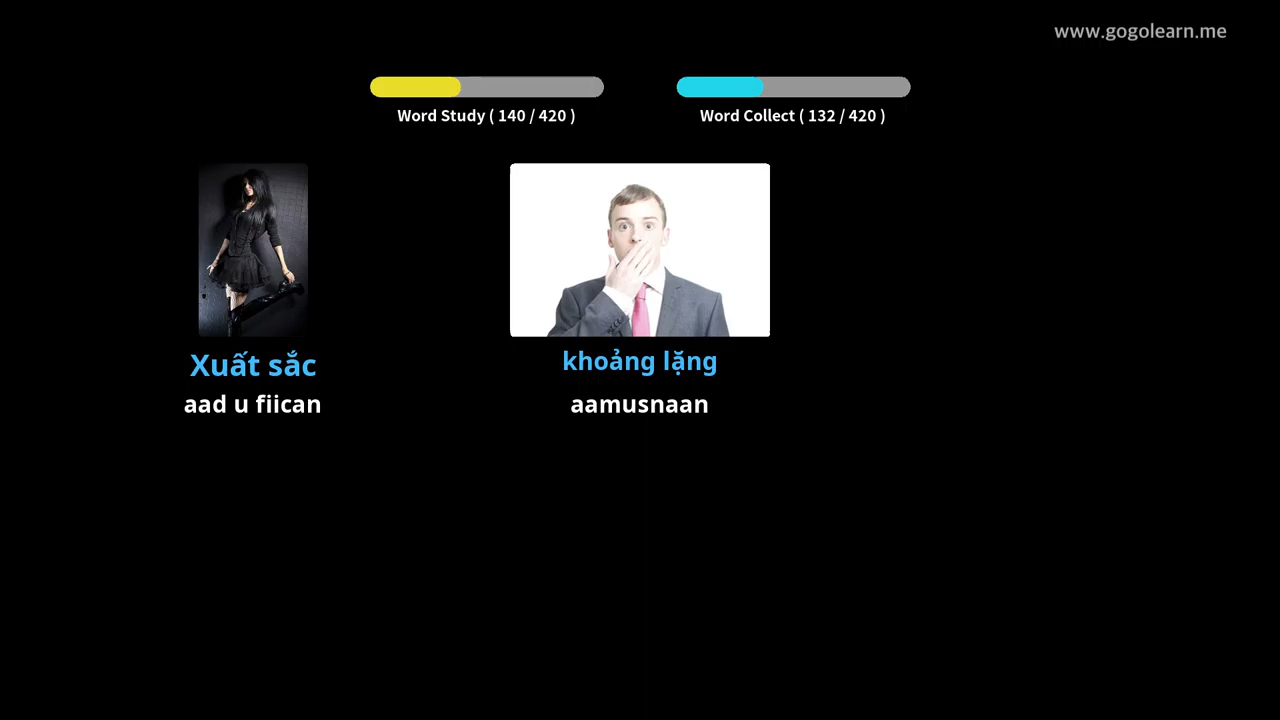 www.gogolearn.me
Word Study ( 140 / 420 )
Word Collect ( 132 / 420 )
Xuất sắc
khoảng lặng
aad u fiican
aamusnaan